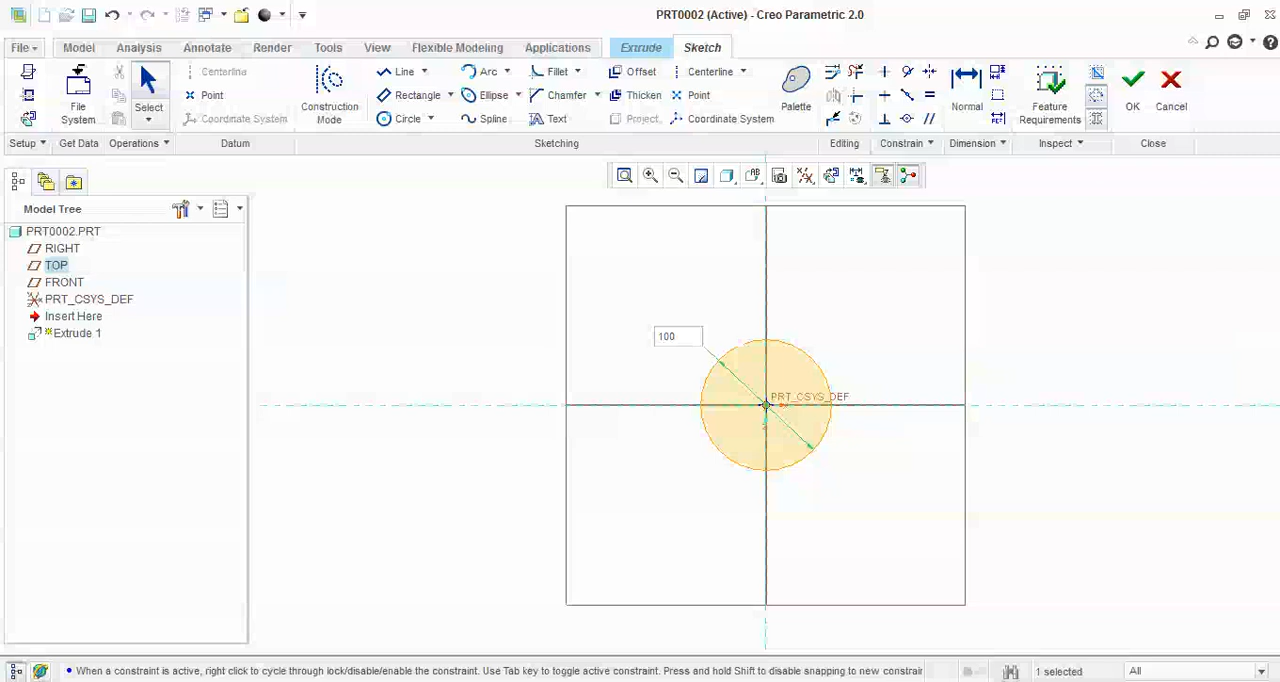 PRT0002 (Active) - Creo Parametric 2.0
File Model Analysis Annotate Render Tools View Flexible Modeling Applications Extrude Sketch
Centerline Line Arc Fillet Offset Centerline
Point Rectangle Ellipse Chamfer Thicken Point
Coordinate System Circle Spline Text Project Coordinate System
File System
Select
Construction Mode
Palette
Normal
Feature Requirements
OK
Cancel
Setup Get Data Operations Datum Sketching Editing Constrain Dimension Inspect Close
Model Tree
PRT0002.PRT
RIGHT
TOP
FRONT
PRT_CSYS_DEF
Insert Here
Extrude 1
100
PRT_CSYS_DEF
When a constraint is active, right click to cycle through lock/disable/enable the constraint. Use Tab key to toggle active constraint. Press and hold Shift to disable snapping to new constrair
1 selected
All